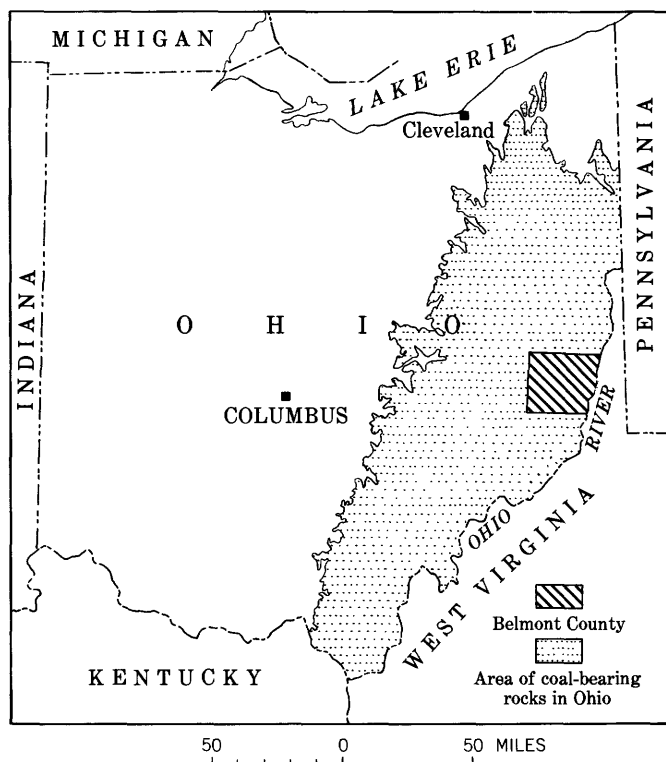 MICHIGAN
LAKE ERIE
Cleveland
PENNSYLVANIA
INDIANA
OHIO
COLUMBUS
OHIO RIVER
WEST VIRGINIA
KENTUCKY
Belmont County
Area of coal-bearing
rocks in Ohio
50 0 50 MILES